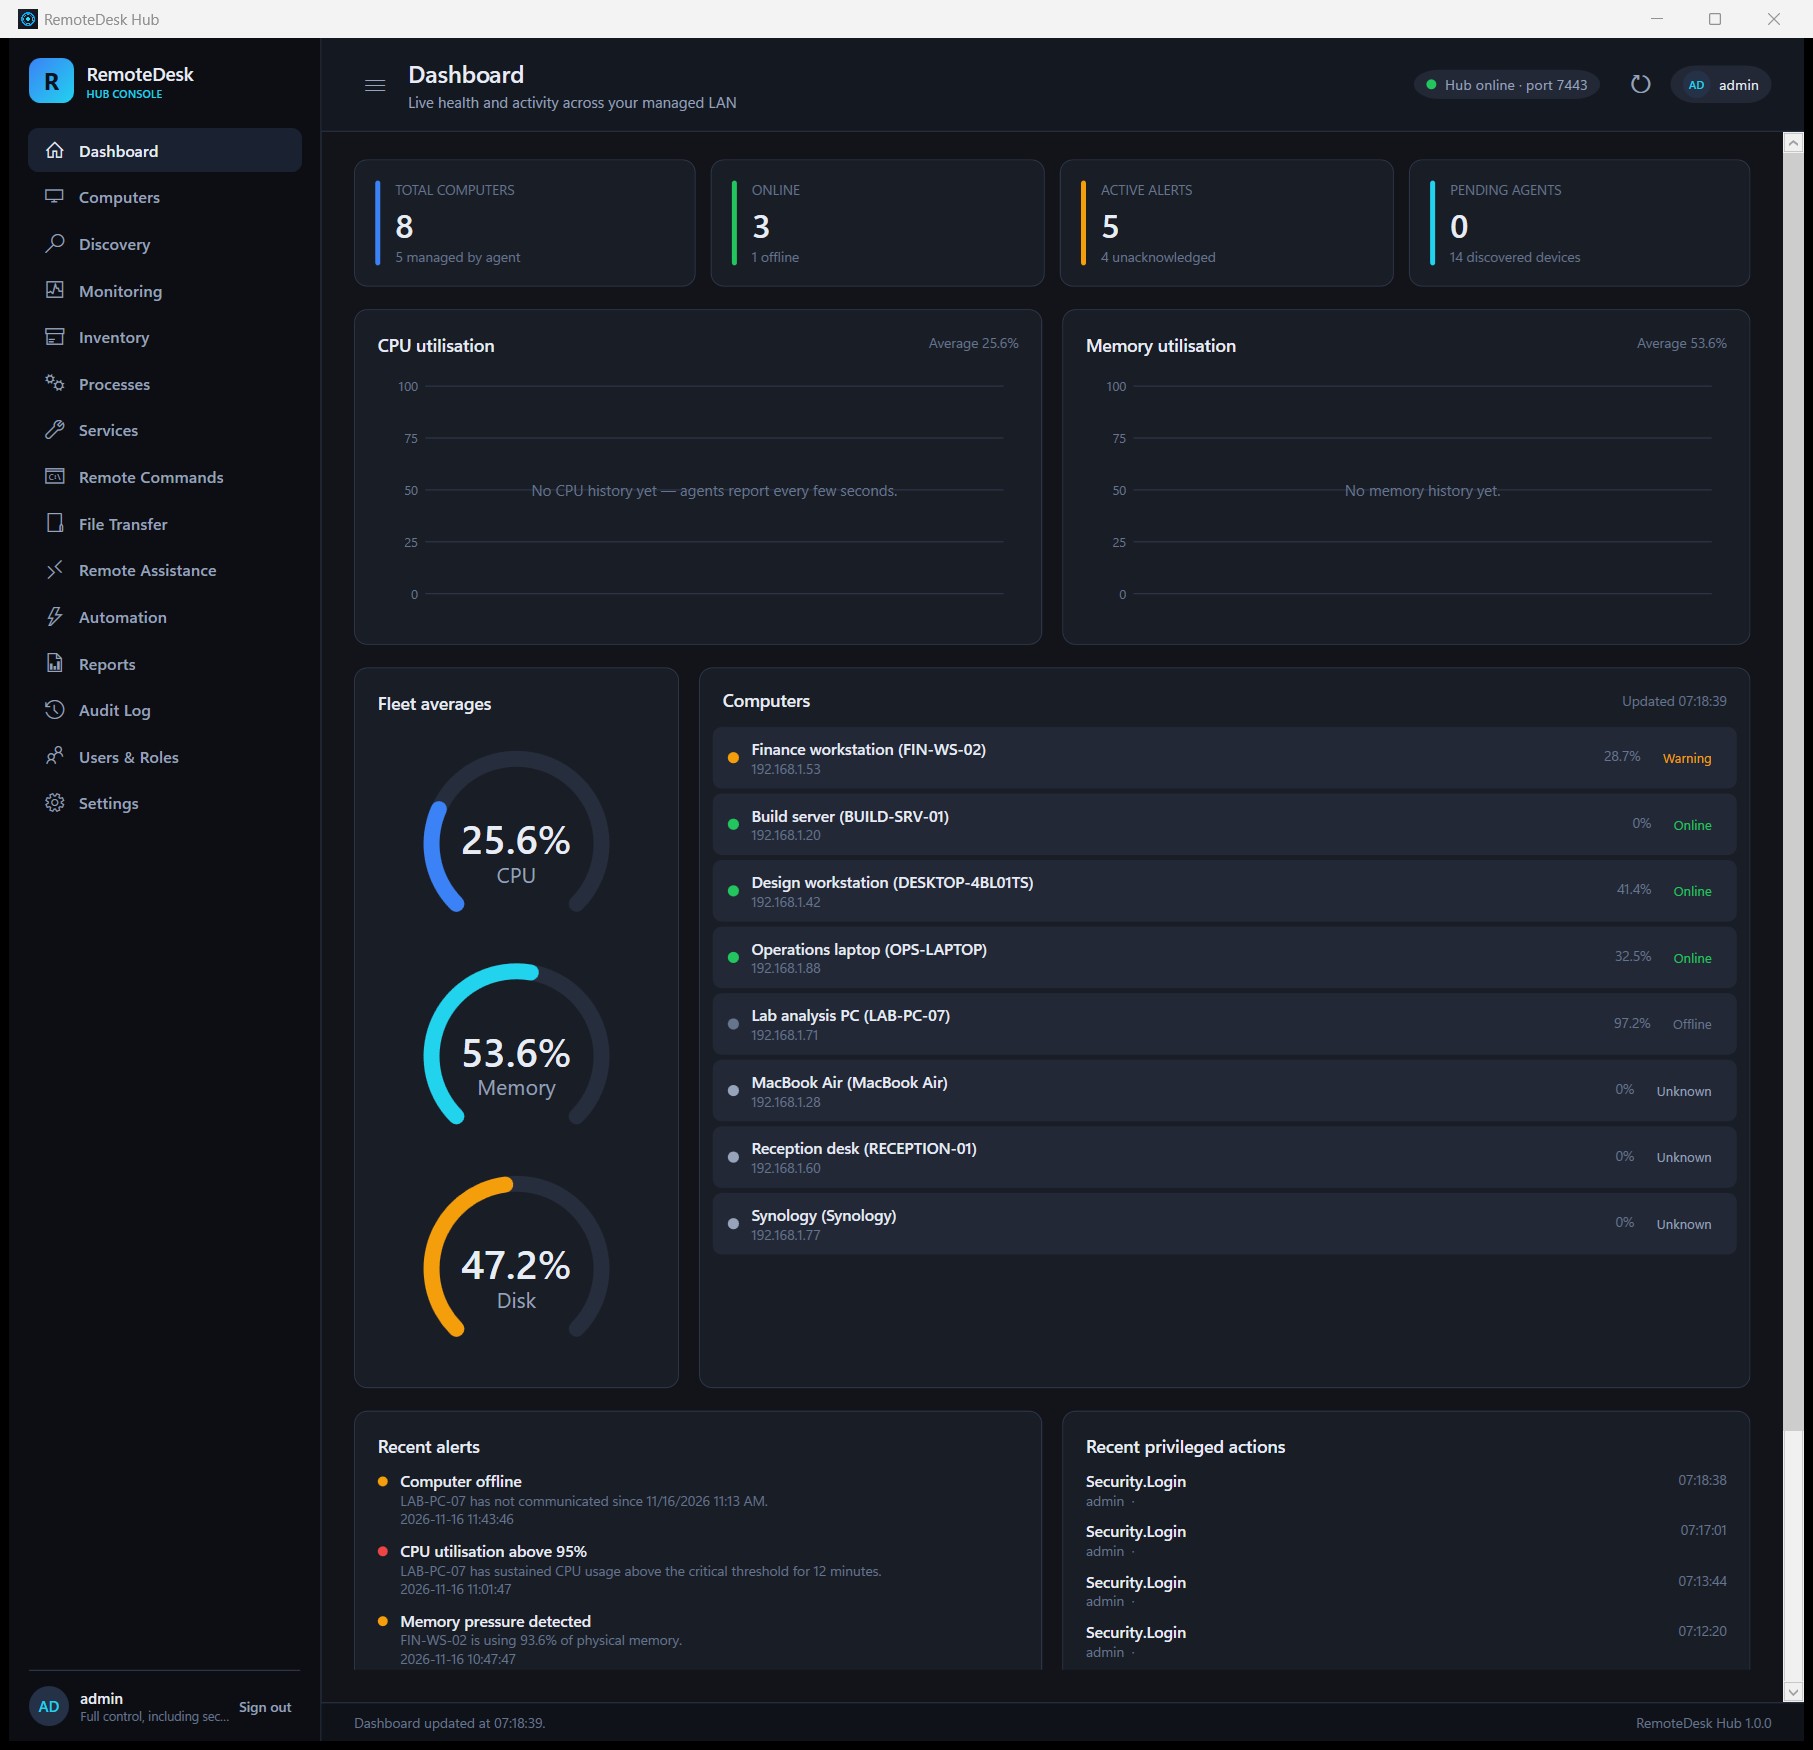 RemoteDesk Hub
R
RemoteDesk
HUB CONSOLE
Dashboard
Computers
Discovery
Monitoring
Inventory
Processes
Services
Remote Commands
File Transfer
Remote Assistance
Automation
Reports
Audit Log
Users & Roles
Settings
AD
admin
Full control, including sec...
Sign out
Dashboard
Live health and activity across your managed LAN
Hub online · port 7443
AD
admin
TOTAL COMPUTERS
8
5 managed by agent
ONLINE
3
1 offline
ACTIVE ALERTS
5
4 unacknowledged
PENDING AGENTS
0
14 discovered devices
CPU utilisation
Average 25.6%
100
75
50
25
0
No CPU history yet — agents report every few seconds.
Memory utilisation
Average 53.6%
100
75
50
25
0
No memory history yet.
Fleet averages
25.6%
CPU
53.6%
Memory
47.2%
Disk
Computers
Updated 07:18:39
Finance workstation (FIN-WS-02)
192.168.1.53
28.7%
Warning
Build server (BUILD-SRV-01)
192.168.1.20
0%
Online
Design workstation (DESKTOP-4BL01TS)
192.168.1.42
41.4%
Online
Operations laptop (OPS-LAPTOP)
192.168.1.88
32.5%
Online
Lab analysis PC (LAB-PC-07)
192.168.1.71
97.2%
Offline
MacBook Air (MacBook Air)
192.168.1.28
0%
Unknown
Reception desk (RECEPTION-01)
192.168.1.60
0%
Unknown
Synology (Synology)
192.168.1.77
0%
Unknown
Recent alerts
Computer offline
LAB-PC-07 has not communicated since 11/16/2026 11:13 AM.
2026-11-16 11:43:46
CPU utilisation above 95%
LAB-PC-07 has sustained CPU usage above the critical threshold for 12 minutes.
2026-11-16 11:01:47
Memory pressure detected
FIN-WS-02 is using 93.6% of physical memory.
2026-11-16 10:47:47
Recent privileged actions
Security.Login
07:18:38
admin ·
Security.Login
07:17:01
admin ·
Security.Login
07:13:44
admin ·
Security.Login
07:12:20
admin ·
Dashboard updated at 07:18:39.
RemoteDesk Hub 1.0.0